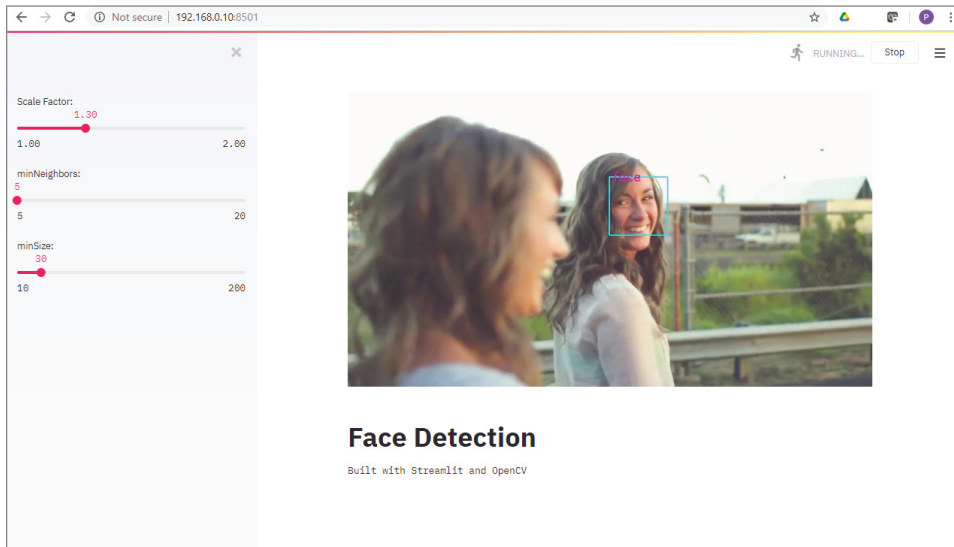 Not secure | 192.168.0.10:8501
P
RUNNING...
Stop
Scale Factor:
1.30
1.00 2.00
minNeighbors:
5
5 20
minSize:
30
10 200
face
Face Detection
Built with Streamlit and OpenCV